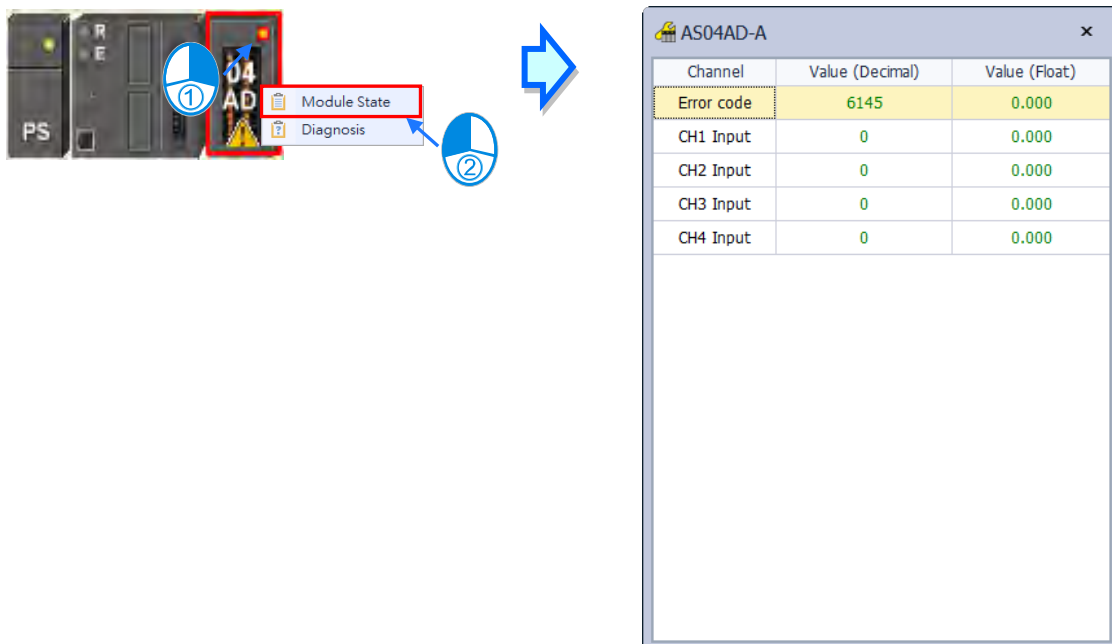 R
E
PS
04
AD
①
Module State
Diagnosis
②
AS04AD-A
Channel Value (Decimal) Value (Float)
Error code 6145 0.000
CH1 Input 0 0.000
CH2 Input 0 0.000
CH3 Input 0 0.000
CH4 Input 0 0.000